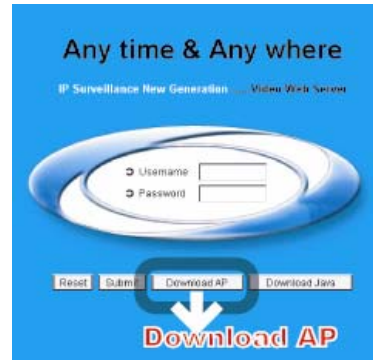 Any time & Any where
IP Surveillance New Generation .... Video Web Server
Username
Password
Reset Submit Download AP Download Java
Download AP